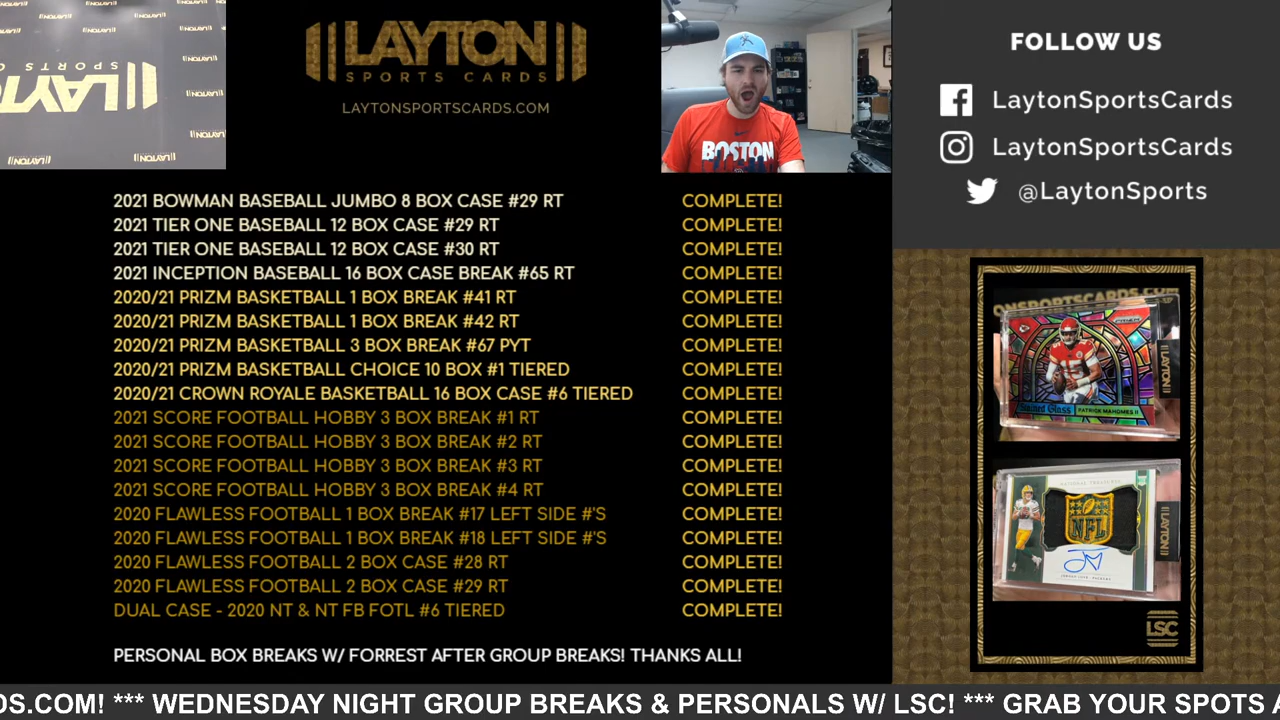 LAYTON
SPORTS CARDS
LAYTONSPORTSCARDS.COM
BOSTON
FOLLOW US
LaytonSportsCards
LaytonSportsCards
@LaytonSports
2021 BOWMAN BASEBALL JUMBO 8 BOX CASE #29 RT COMPLETE!
2021 TIER ONE BASEBALL 12 BOX CASE #29 RT COMPLETE!
2021 TIER ONE BASEBALL 12 BOX CASE #30 RT COMPLETE!
2021 INCEPTION BASEBALL 16 BOX CASE BREAK #65 RT COMPLETE!
2020/21 PRIZM BASKETBALL 1 BOX BREAK #41 RT COMPLETE!
2020/21 PRIZM BASKETBALL 1 BOX BREAK #42 RT COMPLETE!
2020/21 PRIZM BASKETBALL 3 BOX BREAK #67 PYT COMPLETE!
2020/21 PRIZM BASKETBALL CHOICE 10 BOX #1 TIERED COMPLETE!
2020/21 CROWN ROYALE BASKETBALL 16 BOX CASE #6 TIERED COMPLETE!
2021 SCORE FOOTBALL HOBBY 3 BOX BREAK #1 RT COMPLETE!
2021 SCORE FOOTBALL HOBBY 3 BOX BREAK #2 RT COMPLETE!
2021 SCORE FOOTBALL HOBBY 3 BOX BREAK #3 RT COMPLETE!
2021 SCORE FOOTBALL HOBBY 3 BOX BREAK #4 RT COMPLETE!
2020 FLAWLESS FOOTBALL 1 BOX BREAK #17 LEFT SIDE #'S COMPLETE!
2020 FLAWLESS FOOTBALL 1 BOX BREAK #18 LEFT SIDE #'S COMPLETE!
2020 FLAWLESS FOOTBALL 2 BOX CASE #28 RT COMPLETE!
2020 FLAWLESS FOOTBALL 2 BOX CASE #29 RT COMPLETE!
DUAL CASE - 2020 NT & NT FB FOTL #6 TIERED COMPLETE!
PERSONAL BOX BREAKS W/ FORREST AFTER GROUP BREAKS! THANKS ALL!
ONSPORTSCARDS.COM
Stained Glass PATRICK MAHOMES II
LAYTON
NATIONAL TREASURES
NFL
LAYTON
JORDAN LOVE - PACKERS
LSC
DS.COM! *** WEDNESDAY NIGHT GROUP BREAKS & PERSONALS W/ LSC! *** GRAB YOUR SPOTS A